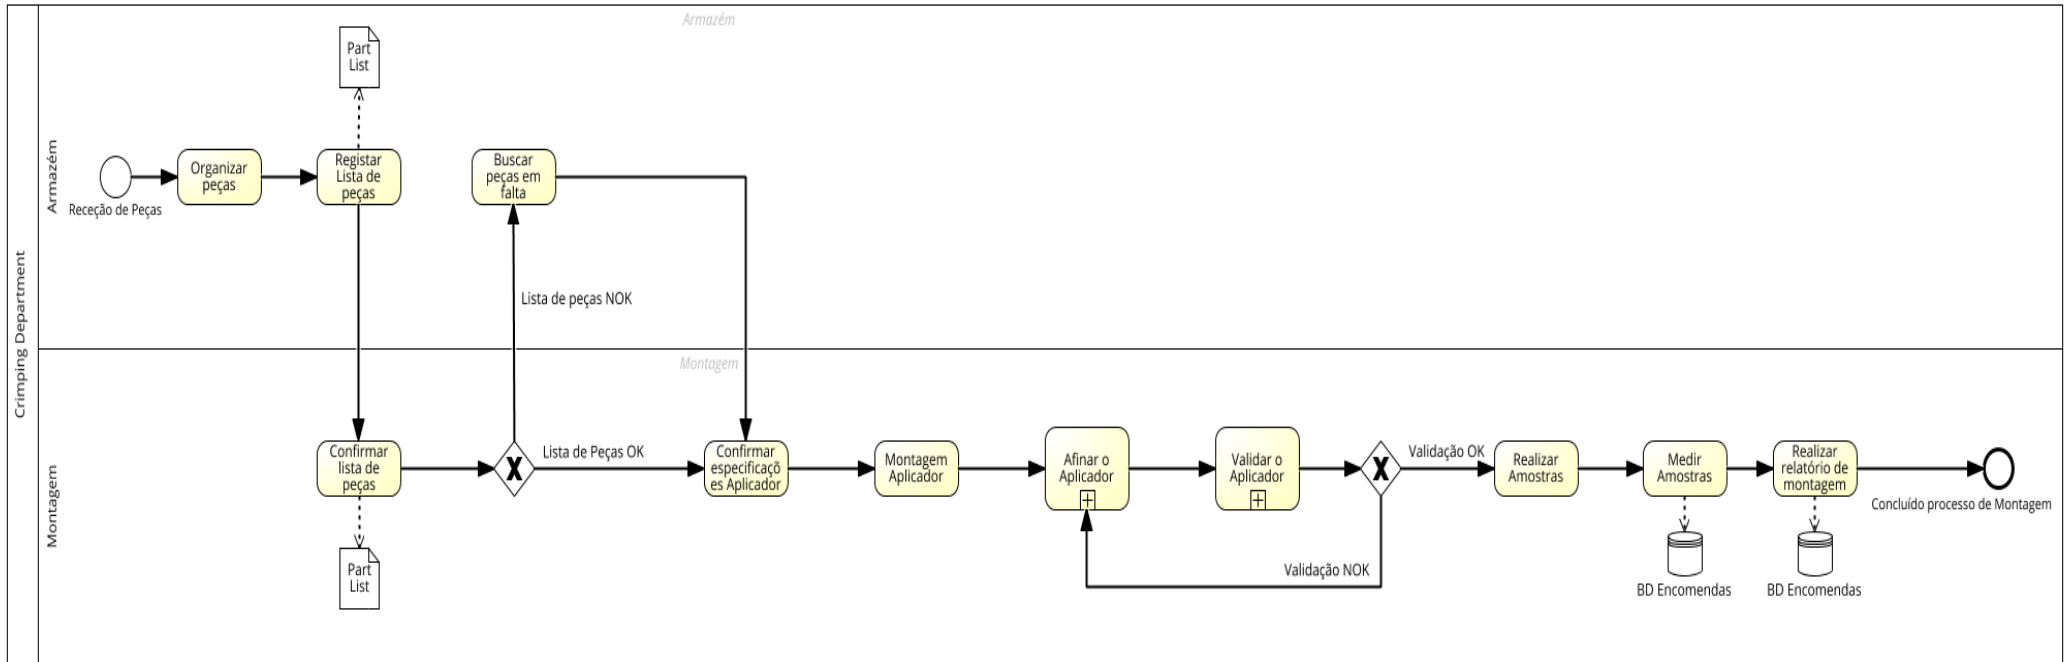 Crimping Department
Armazém
Armazém
Part
List
Receção de Peças
Organizar
peças
Registar
Lista de
peças
Buscar
peças em
falta
Lista de peças NOK
Montagem
Montagem
Confirmar
lista de
peças
Part
List
Lista de Peças OK
Confirmar
especificaçõ
es Aplicador
Montagem
Aplicador
Afinar o
Aplicador
Validar o
Aplicador
Validação OK
Validação NOK
Realizar
Amostras
Medir
Amostras
Realizar
relatório de
montagem
BD Encomendas
BD Encomendas
Concluído processo de Montagem